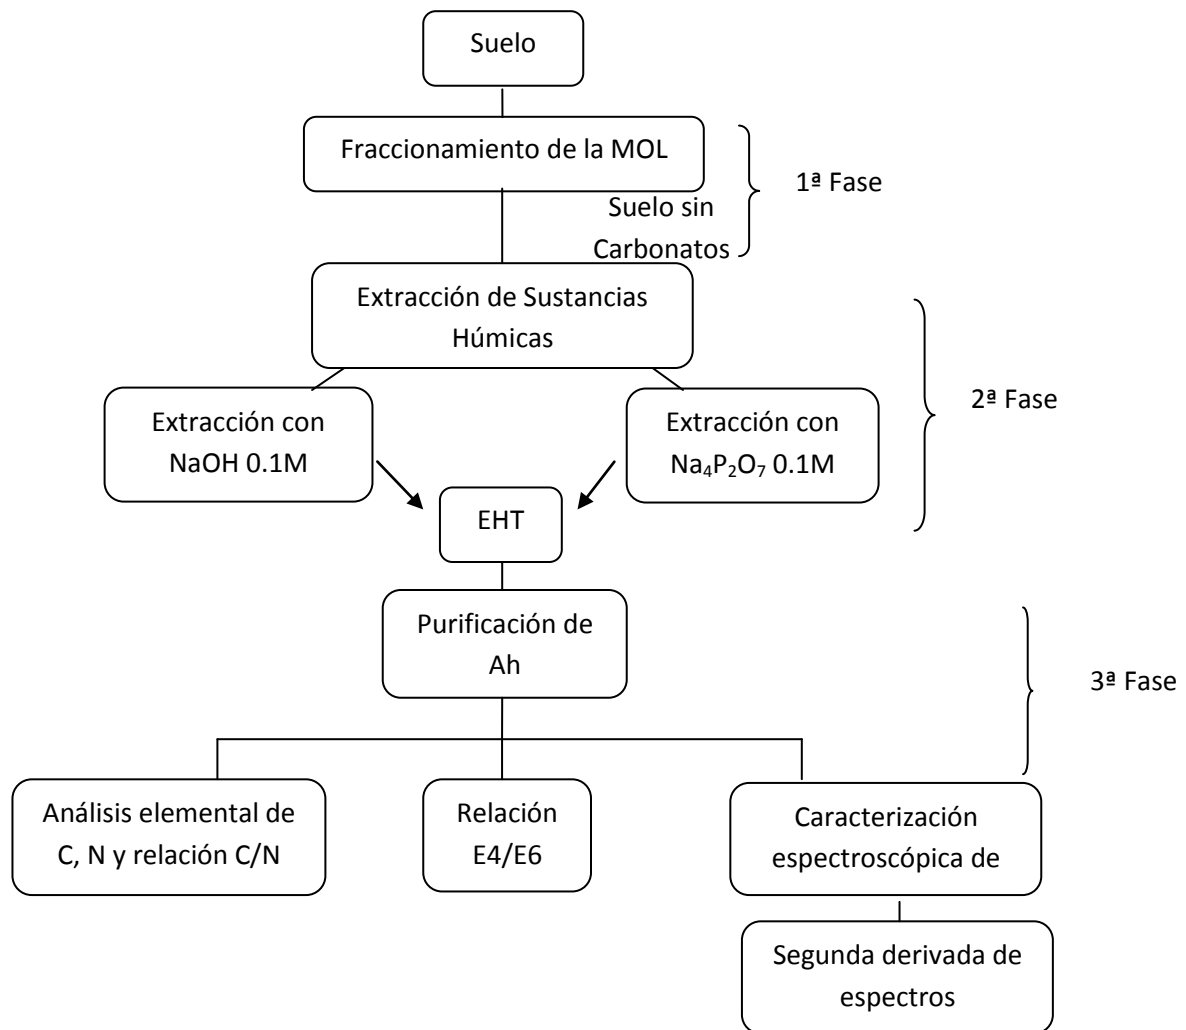 Suelo
Fraccionamiento de la MOL
1ª Fase
Suelo sin
Carbonatos
Extracción de Sustancias
Húmicas
2ª Fase
Extracción con
NaOH 0.1M
Extracción con
Na₄P₂O₇ 0.1M
EHT
Purificación de
Ah
3ª Fase
Análisis elemental de
C, N y relación C/N
Relación
E4/E6
Caracterización
espectroscópica de
Segunda derivada de
espectros